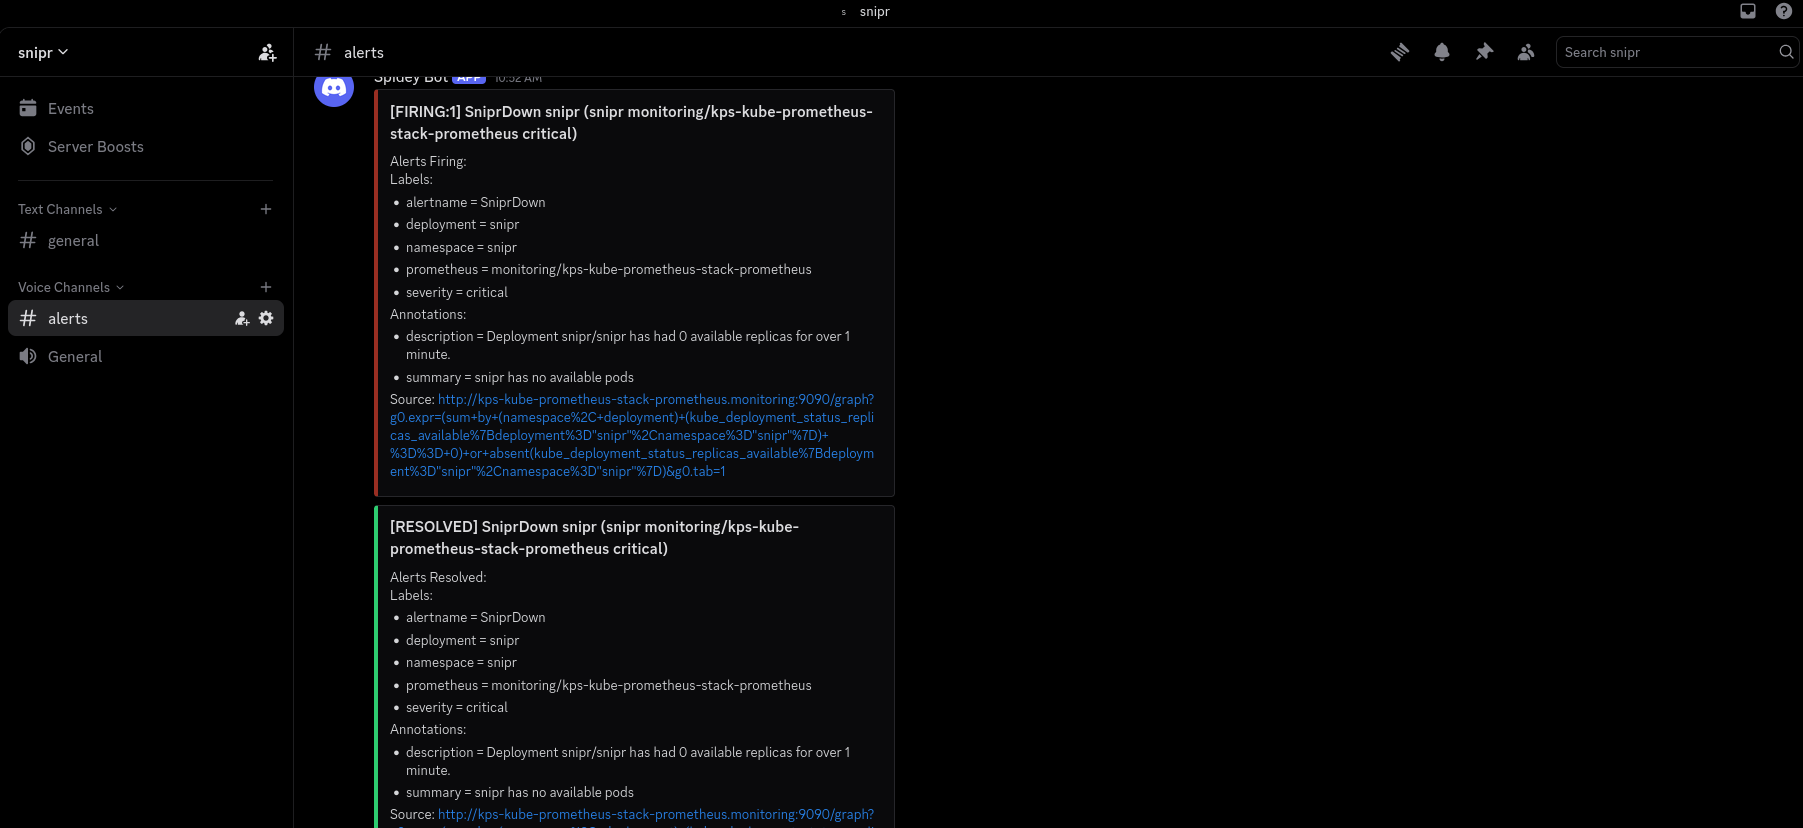 s snipr
snipr
# alerts
Search snipr
Events
Server Boosts
Text Channels
# general
Voice Channels
# alerts
General
Spidey Bot APP 10:52 AM
[FIRING:1] SniprDown snipr (snipr monitoring/kps-kube-prometheus-
stack-prometheus critical)
Alerts Firing:
Labels:
• alertname = SniprDown
• deployment = snipr
• namespace = snipr
• prometheus = monitoring/kps-kube-prometheus-stack-prometheus
• severity = critical
Annotations:
• description = Deployment snipr/snipr has had 0 available replicas for over 1
minute.
• summary = snipr has no available pods
Source: http://kps-kube-prometheus-stack-prometheus.monitoring:9090/graph?
g0.expr=(sum+by+(namespace%2C+deployment)+(kube_deployment_status_repli
cas_available%7Bdeployment%3D"snipr"%2Cnamespace%3D"snipr"%7D)+
%3D%3D+0)+or+absent(kube_deployment_status_replicas_available%7Bdeploym
ent%3D"snipr"%2Cnamespace%3D"snipr"%7D)&g0.tab=1
[RESOLVED] SniprDown snipr (snipr monitoring/kps-kube-
prometheus-stack-prometheus critical)
Alerts Resolved:
Labels:
• alertname = SniprDown
• deployment = snipr
• namespace = snipr
• prometheus = monitoring/kps-kube-prometheus-stack-prometheus
• severity = critical
Annotations:
• description = Deployment snipr/snipr has had 0 available replicas for over 1
minute.
• summary = snipr has no available pods
Source: http://kps-kube-prometheus-stack-prometheus.monitoring:9090/graph?